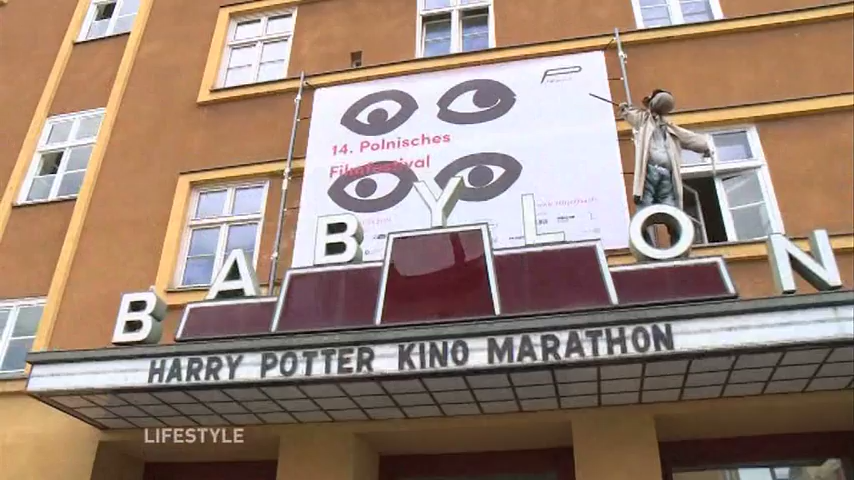 14. Polnisches
Filmfestival
BABYLON
HARRY POTTER KINO MARATHON
LIFESTYLE